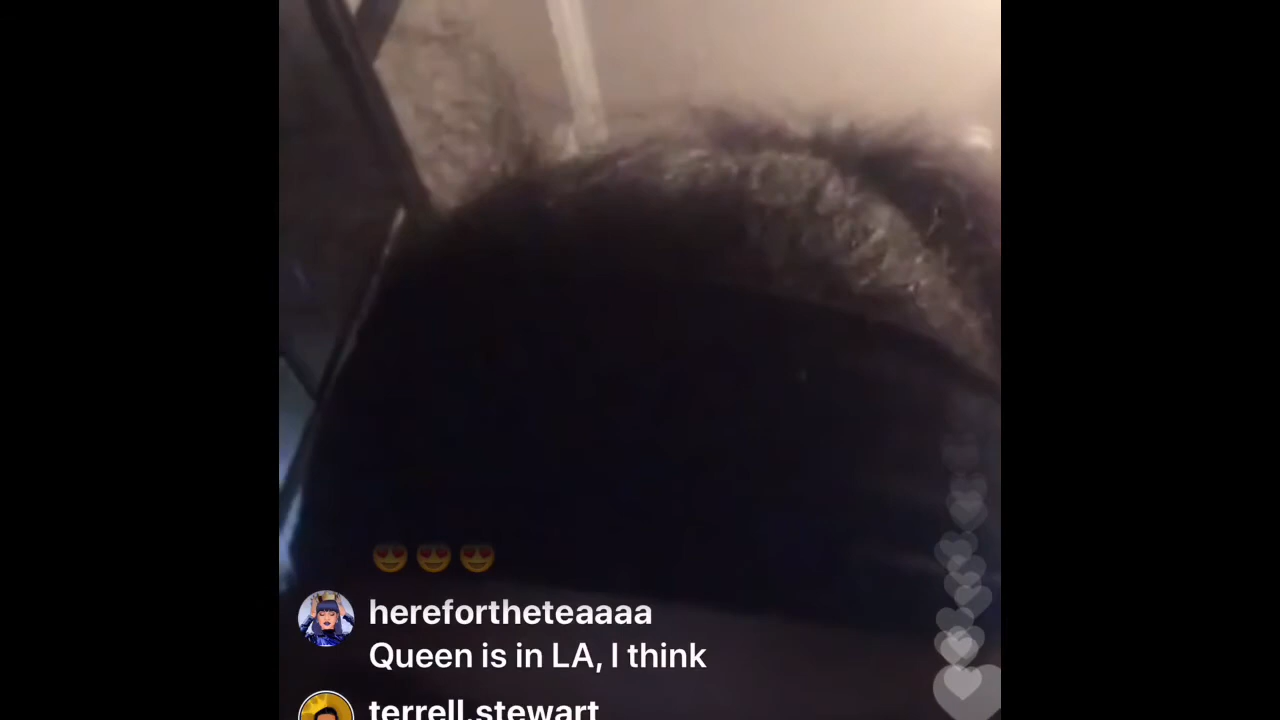 😍😍😍
herefortheteaaaa
Queen is in LA, I think
terrell.stewart